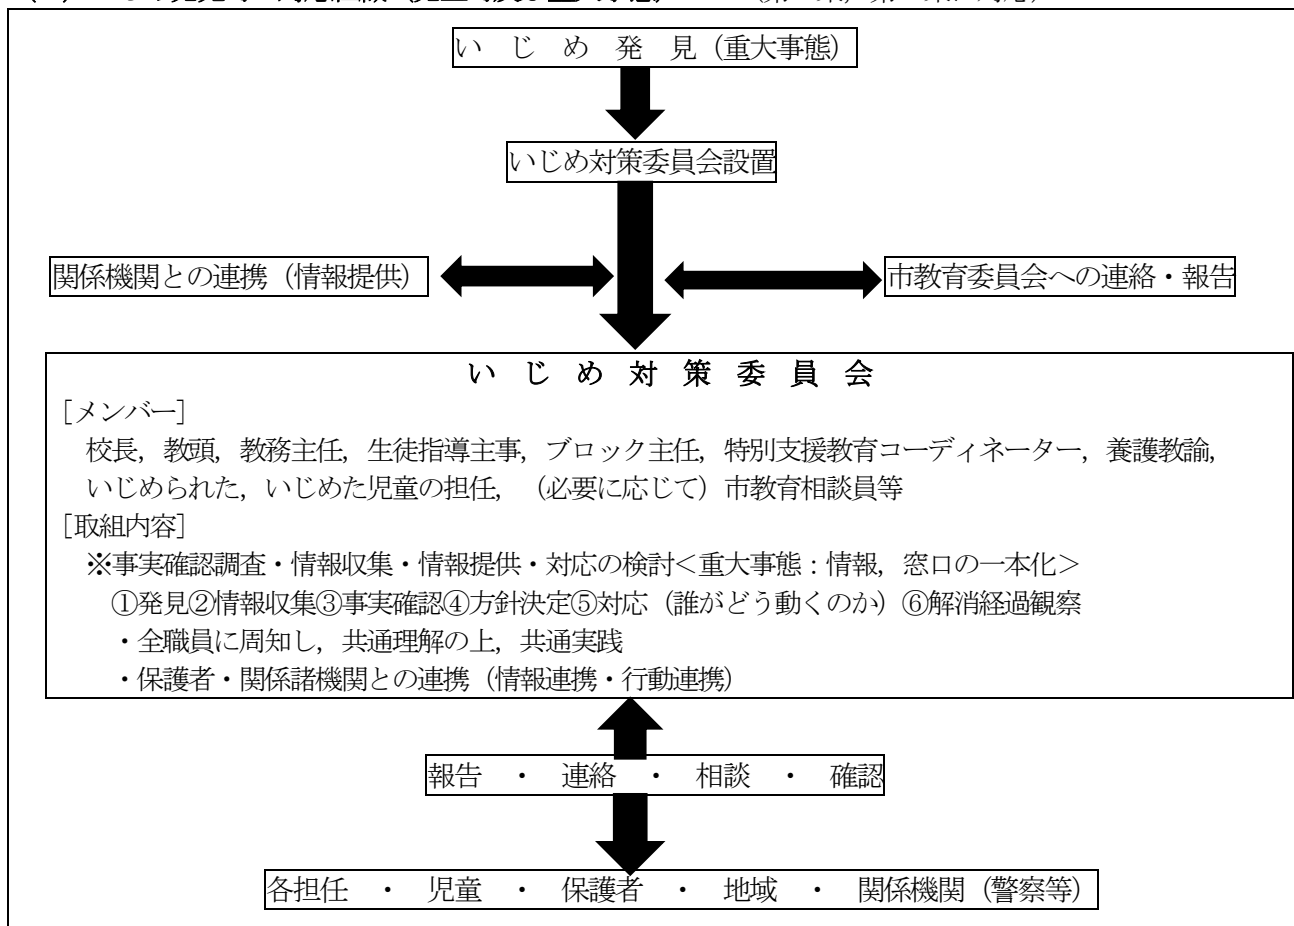 い じ め 発 見（重大事態）
いじめ対策委員会設置
関係機関との連携（情報提供）
市教育委員会への連絡・報告
い じ め 対 策 委 員 会
［メンバー］
校長，教頭，教務主任，生徒指導主事，ブロック主任，特別支援教育コーディネーター，養護教諭，
いじめられた，いじめた児童の担任，（必要に応じて）市教育相談員等
［取組内容］
※事実確認調査・情報収集・情報提供・対応の検討＜重大事態：情報，窓口の一本化＞
①発見②情報収集③事実確認④方針決定⑤対応（誰がどう動くのか）⑥解消経過観察
・全職員に周知し，共通理解の上，共通実践
・保護者・関係諸機関との連携（情報連携・行動連携）
報告 ・ 連絡 ・ 相談 ・ 確認
各担任 ・ 児童 ・ 保護者 ・ 地域 ・ 関係機関（警察等）